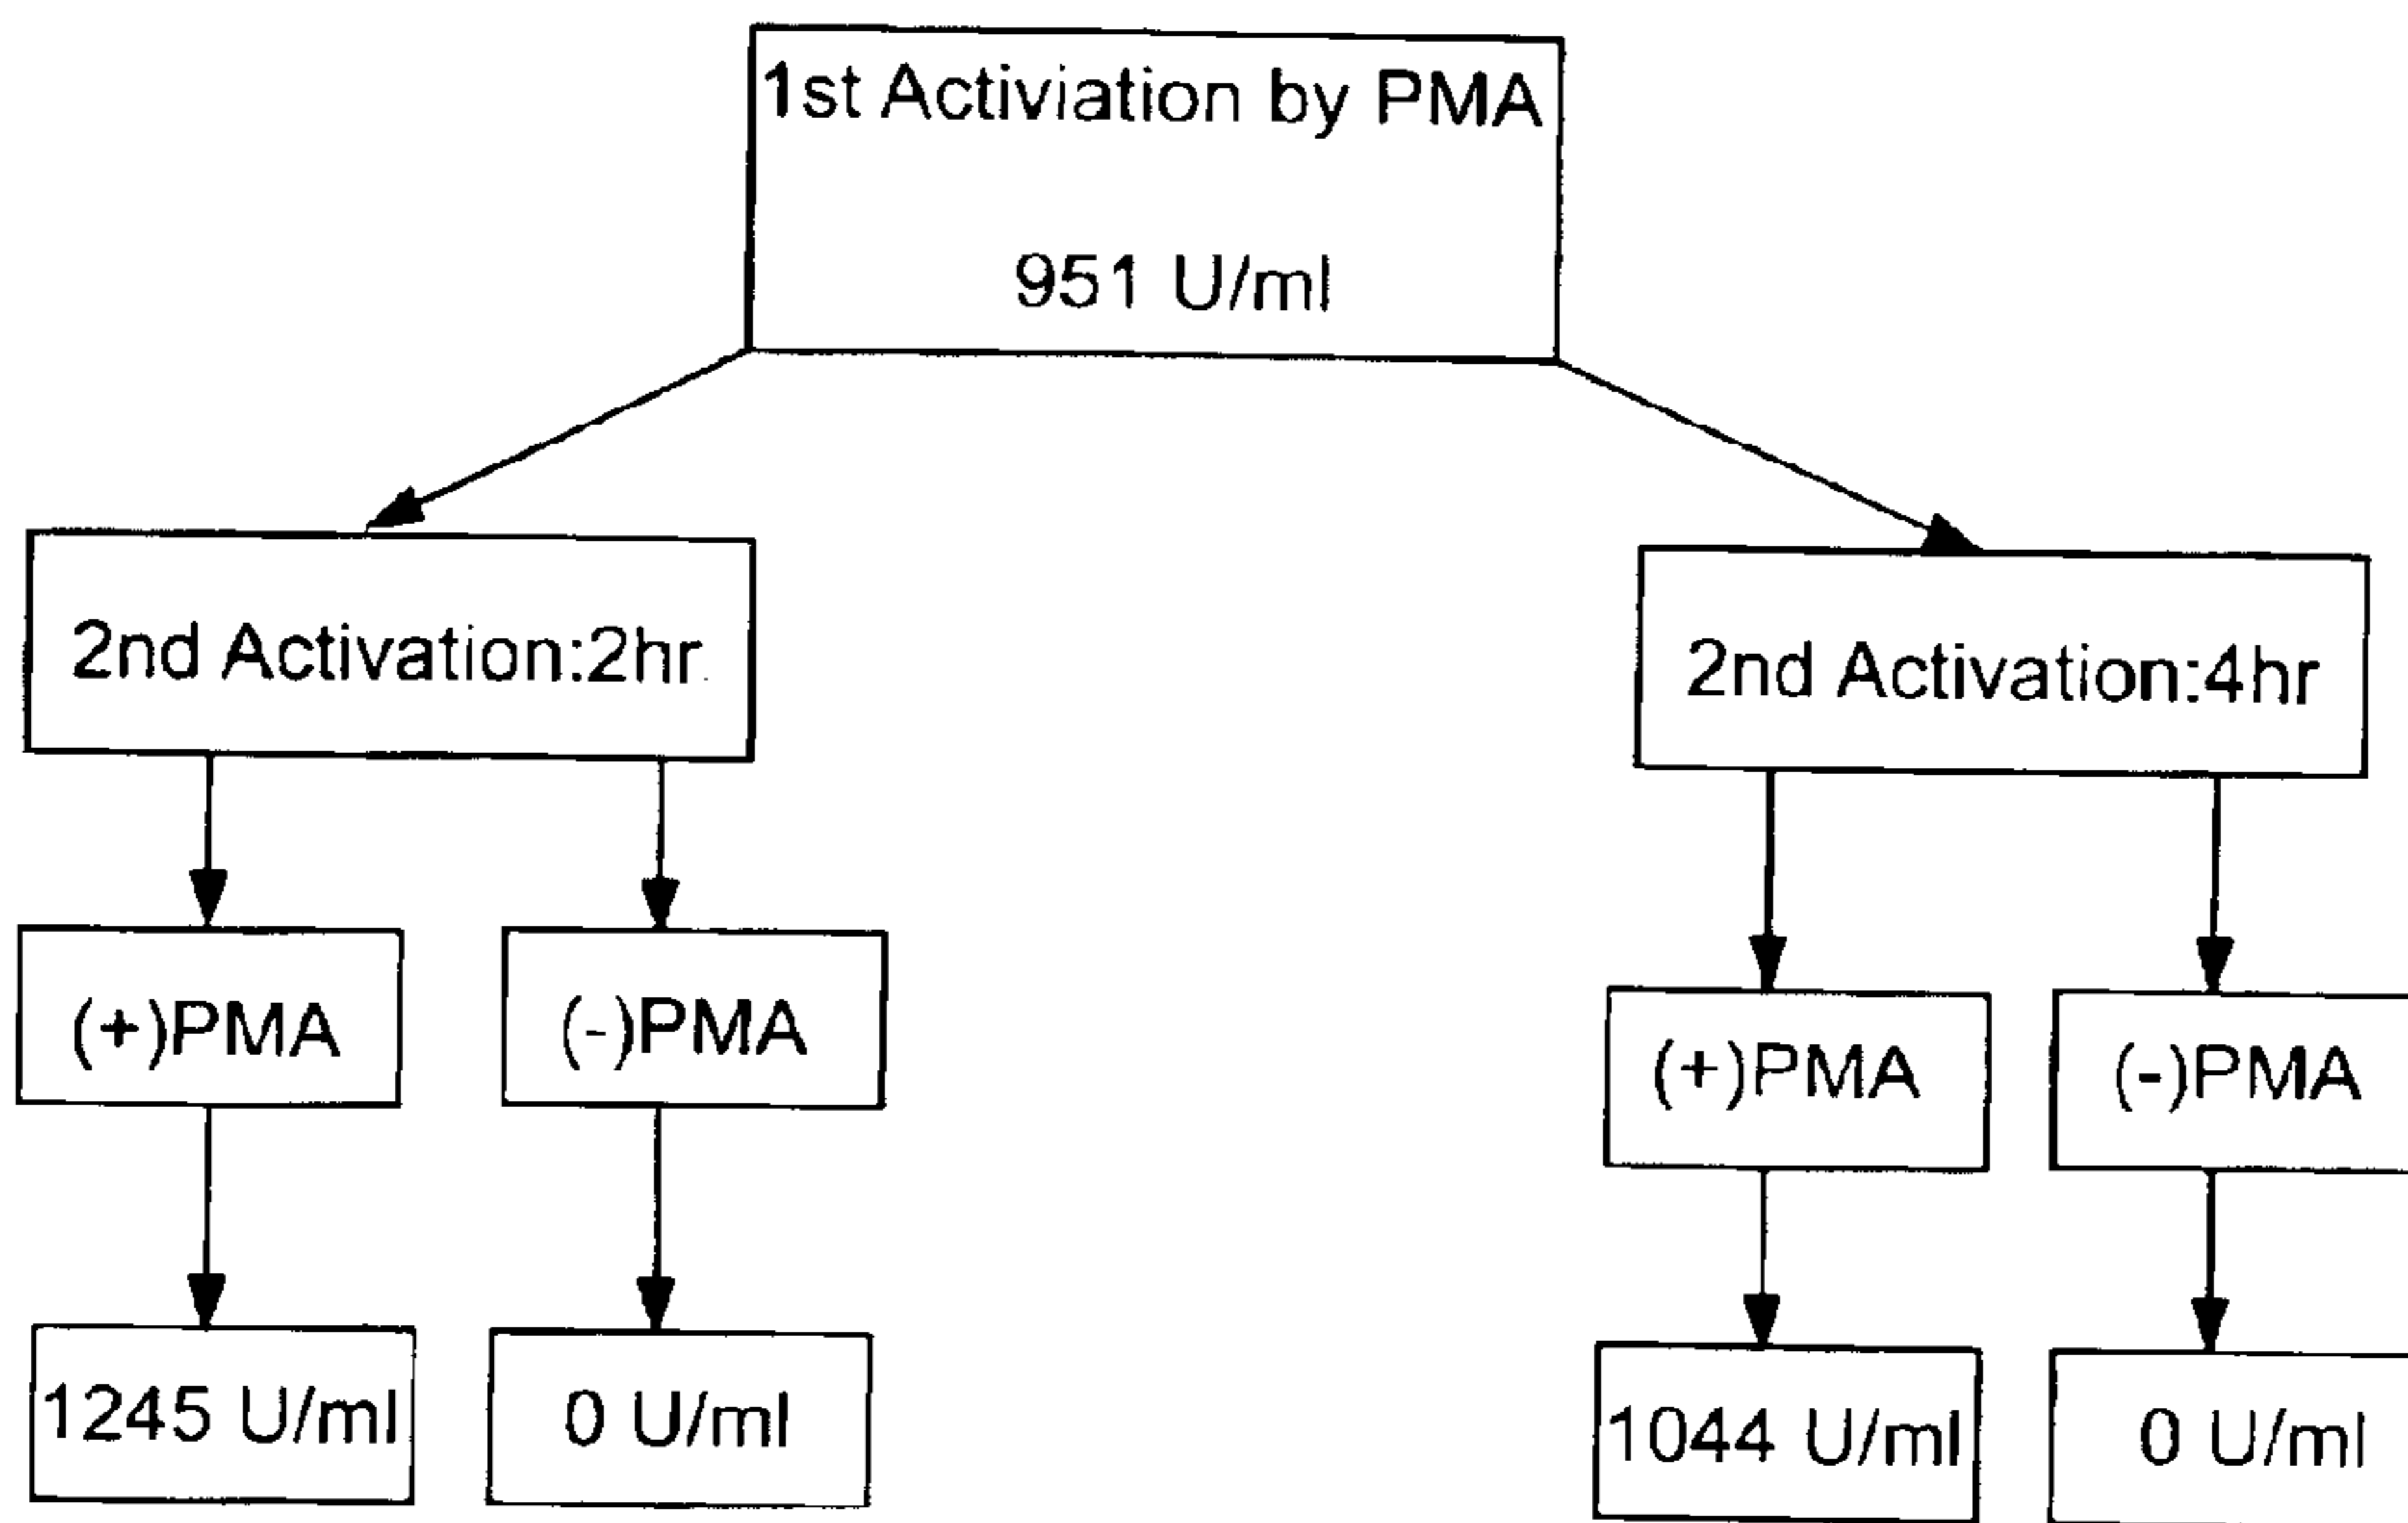 1st Activiation by PMA
951 U/ml
2nd Activation:2hr
2nd Activation:4hr
(+)PMA
(-)PMA
(+)PMA
(-)PMA
1245 U/ml
0 U/ml
1044 U/ml
0 U/ml